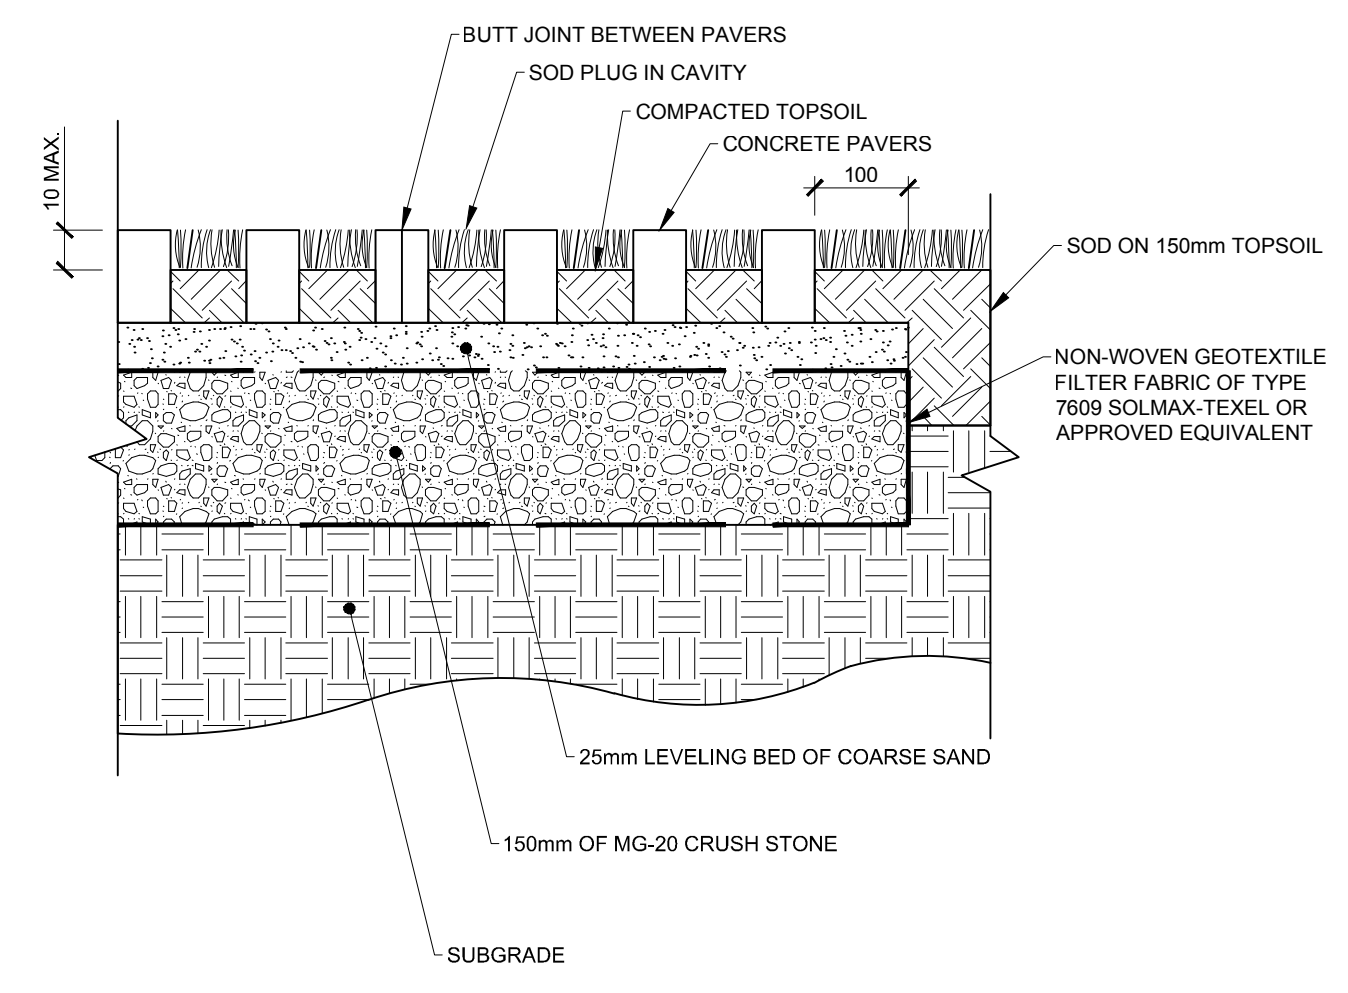 BUTT JOINT BETWEEN PAVERS
SOD PLUG IN CAVITY
COMPACTED TOPSOIL
CONCRETE PAVERS
10 MAX.
100
SOD ON 150mm TOPSOIL
NON-WOVEN GEOTEXTILE
FILTER FABRIC OF TYPE
7609 SOLMAX-TEXEL OR
APPROVED EQUIVALENT
25mm LEVELING BED OF COARSE SAND
150mm OF MG-20 CRUSH STONE
SUBGRADE